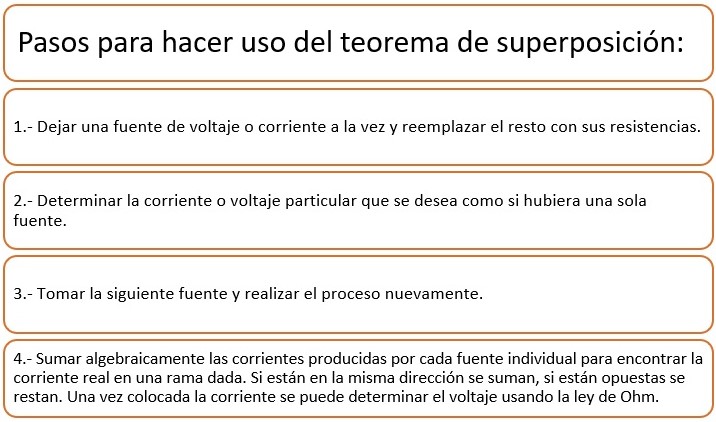 Pasos para hacer uso del teorema de superposición:
1.- Dejar una fuente de voltaje o corriente a la vez y reemplazar el resto con sus resistencias.
2.- Determinar la corriente o voltaje particular que se desea como si hubiera una sola
fuente.
3.- Tomar la siguiente fuente y realizar el proceso nuevamente.
4.- Sumar algebraicamente las corrientes producidas por cada fuente individual para encontrar la
corriente real en una rama dada. Si están en la misma dirección se suman, si están opuestas se
restan. Una vez colocada la corriente se puede determinar el voltaje usando la ley de Ohm.